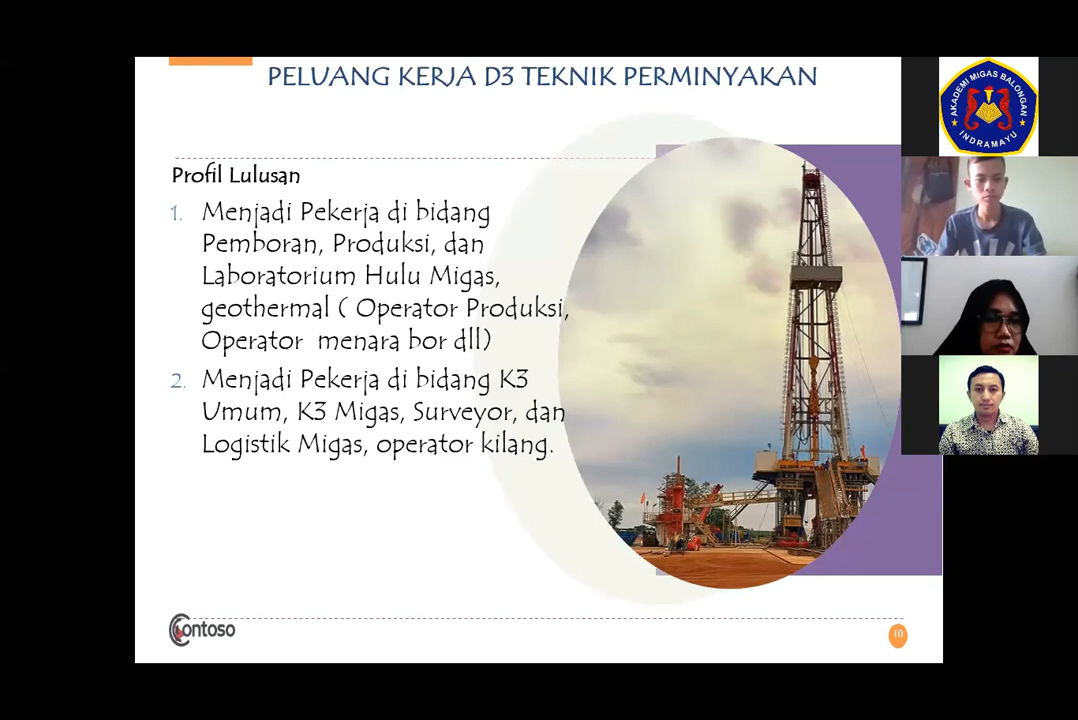 PELUANG KERJA D3 TEKNIK PERMINYAKAN
Profil Lulusan
1. Menjadi Pekerja di bidang
Pemboran, Produksi, dan
Laboratorium Hulu Migas,
geothermal ( Operator Produksi,
Operator menara bor dll)
2. Menjadi Pekerja di bidang K3
Umum, K3 Migas, Surveyor, dan
Logistik Migas, operator kilang.
Contoso
10
AKADEMI MIGAS BALONGAN
INDRAMAYU